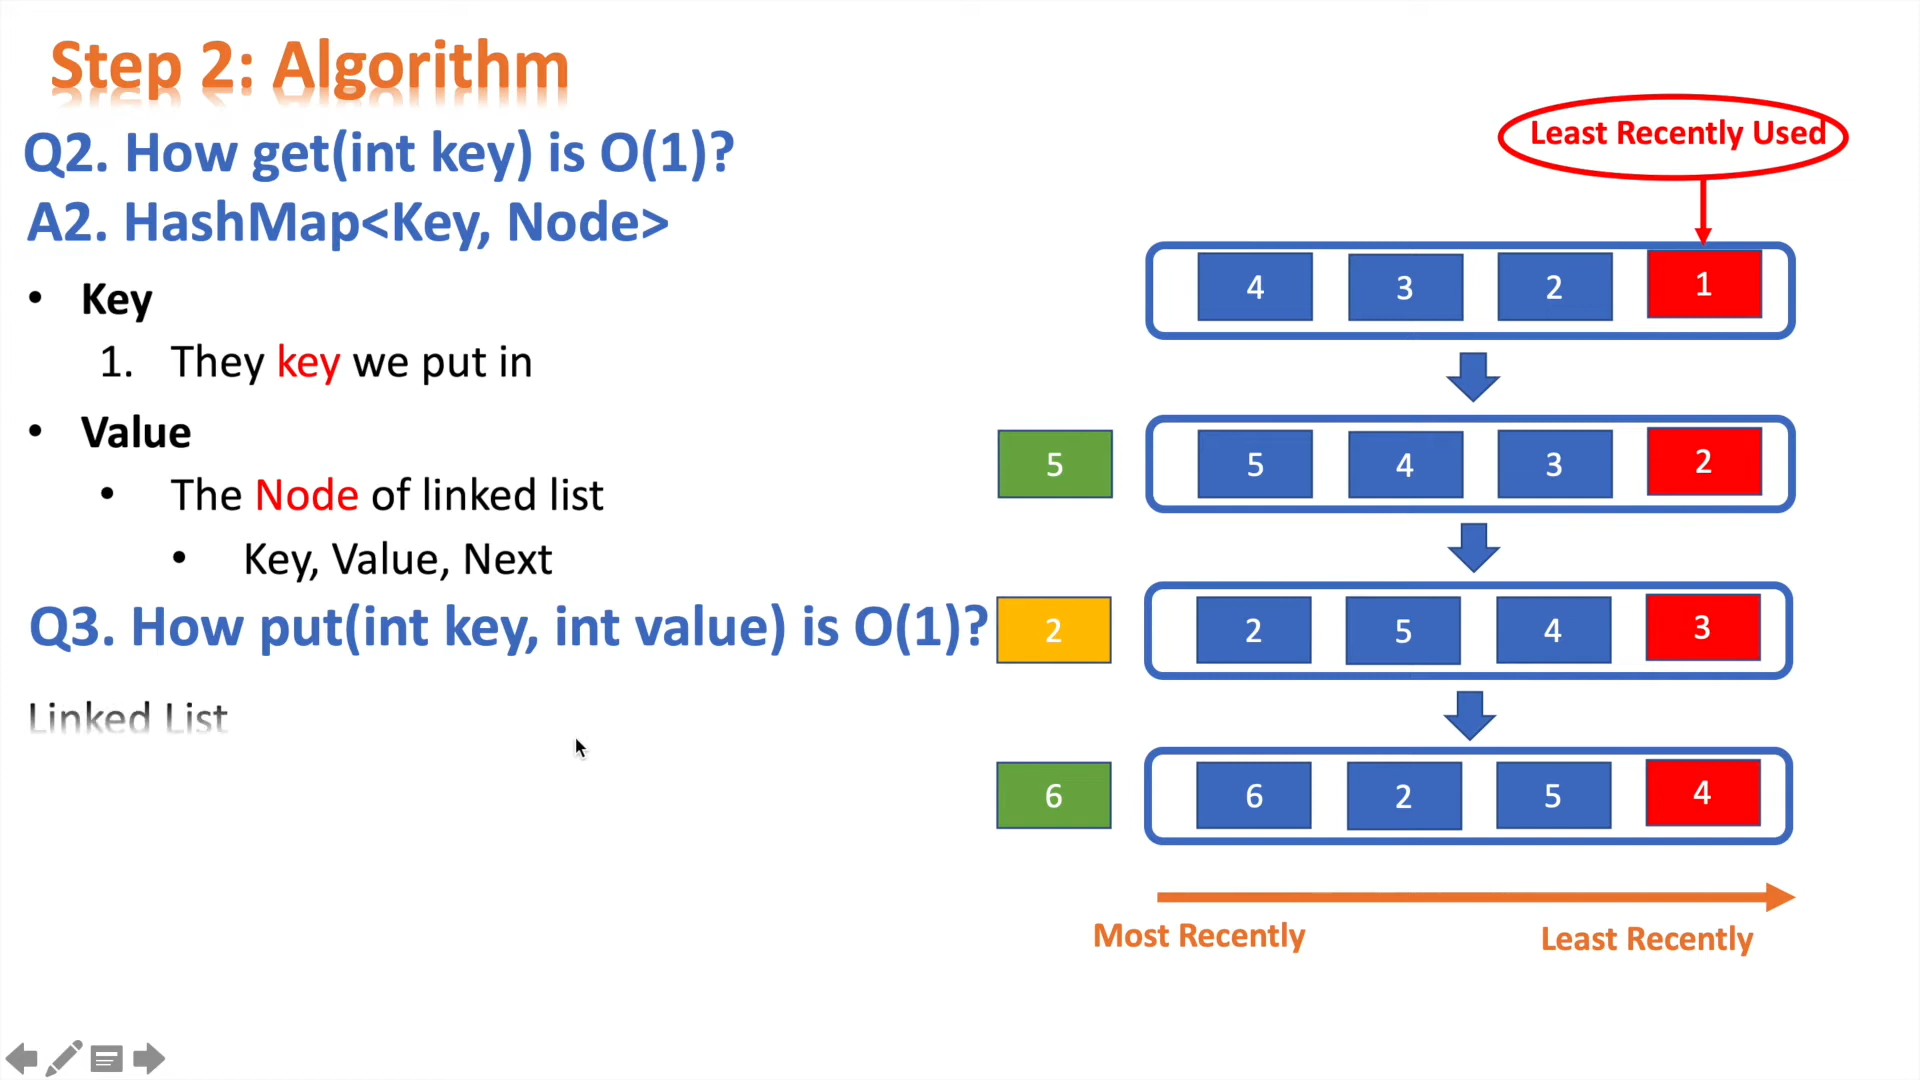 Step 2: Algorithm
Q2. How get(int key) is O(1)?
A2. HashMap<Key, Node>
• Key
1. They key we put in
• Value
• The Node of linked list
• Key, Value, Next
Q3. How put(int key, int value) is O(1)?
Linked List
Least Recently Used
4 3 2 1
5 5 4 3 2
2 2 5 4 3
6 6 2 5 4
Most Recently Least Recently